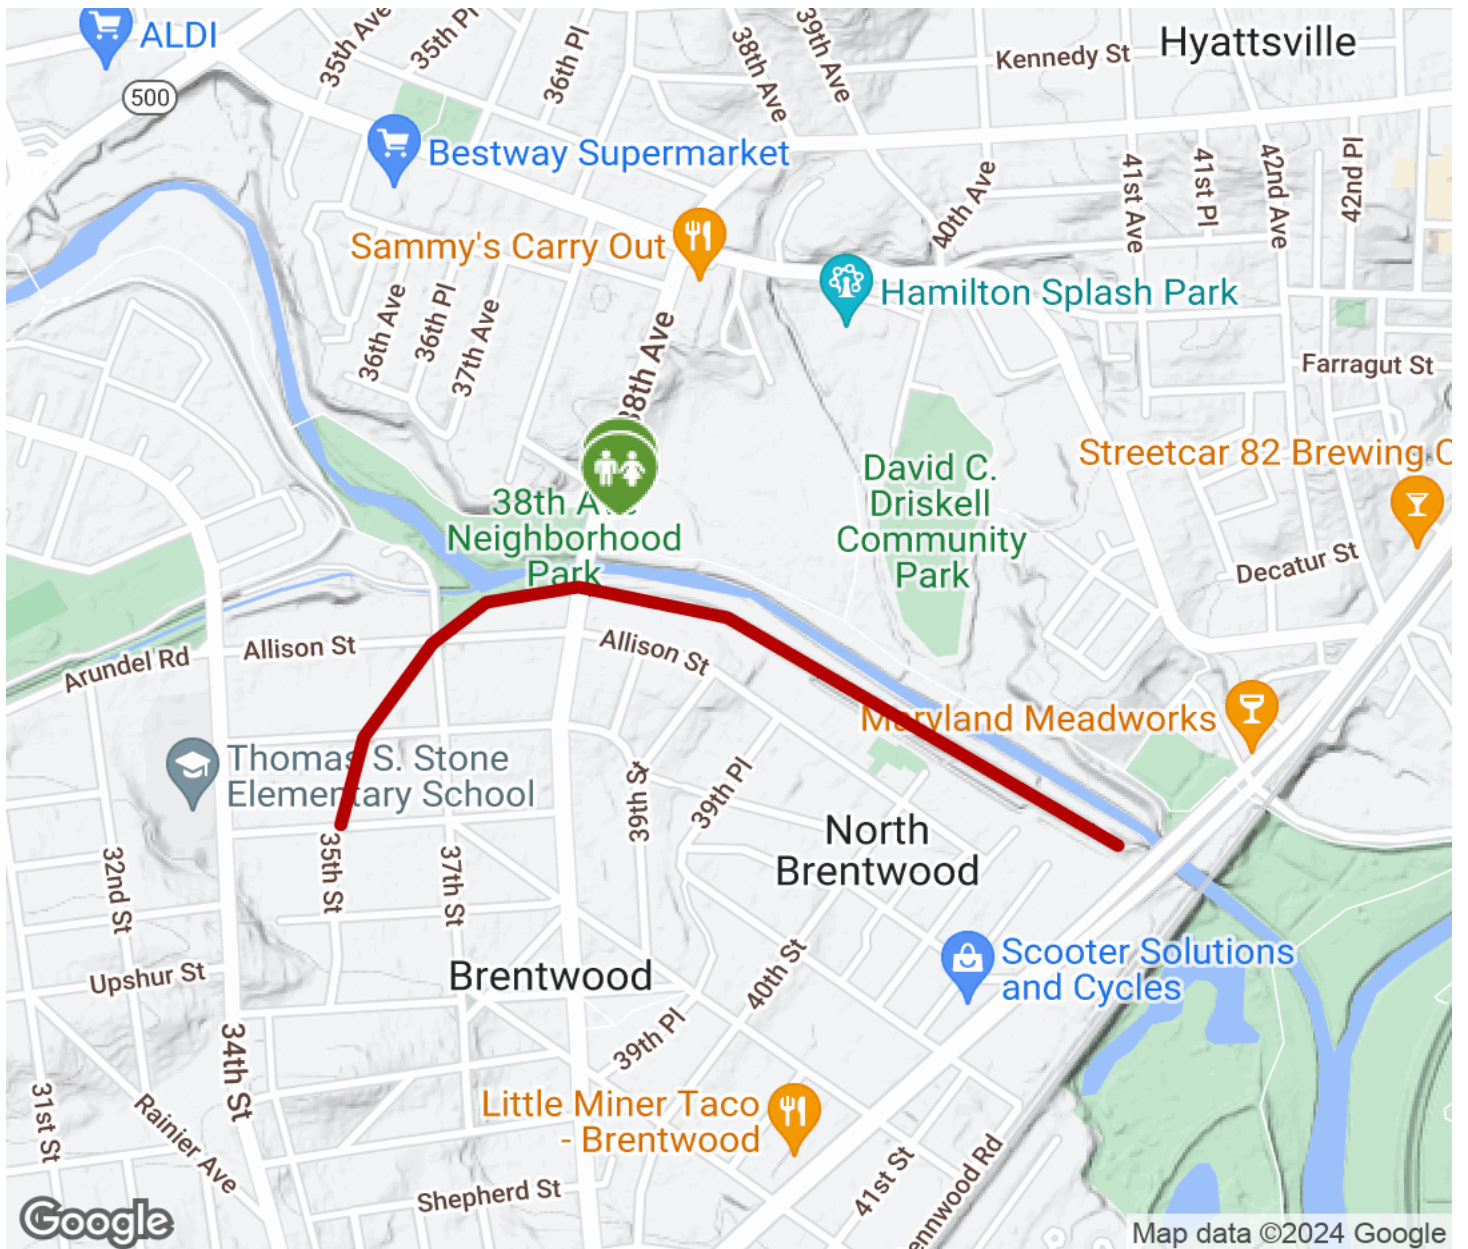 ALDI
35th Ave
35th Pl
36th Pl
38th Ave
39th Ave
Kennedy St
Hyattsville
500
Bestway Supermarket
40th Ave
41st Ave
41st Pl
42nd Ave
42nd Pl
Sammy's Carry Out
Hamilton Splash Park
36th Ave
36th Pl
37th Ave
38th Ave
Farragut St
Streetcar 82 Brewing C
David C.
Driskell
Community
Park
38th Ave
Neighborhood
Park
Decatur St
Arundel Rd
Allison St
Allison St
Maryland Meadworks
Thomas S. Stone
Elementary School
39th St
39th Pl
North
Brentwood
32nd St
35th St
37th St
Upshur St
Brentwood
40th St
Scooter Solutions
and Cycles
34th St
39th Pl
31st St
Rainier Ave
Little Miner Taco
- Brentwood
Shepherd St
41st St
ennwood Rd
Google
Map data ©2024 Google